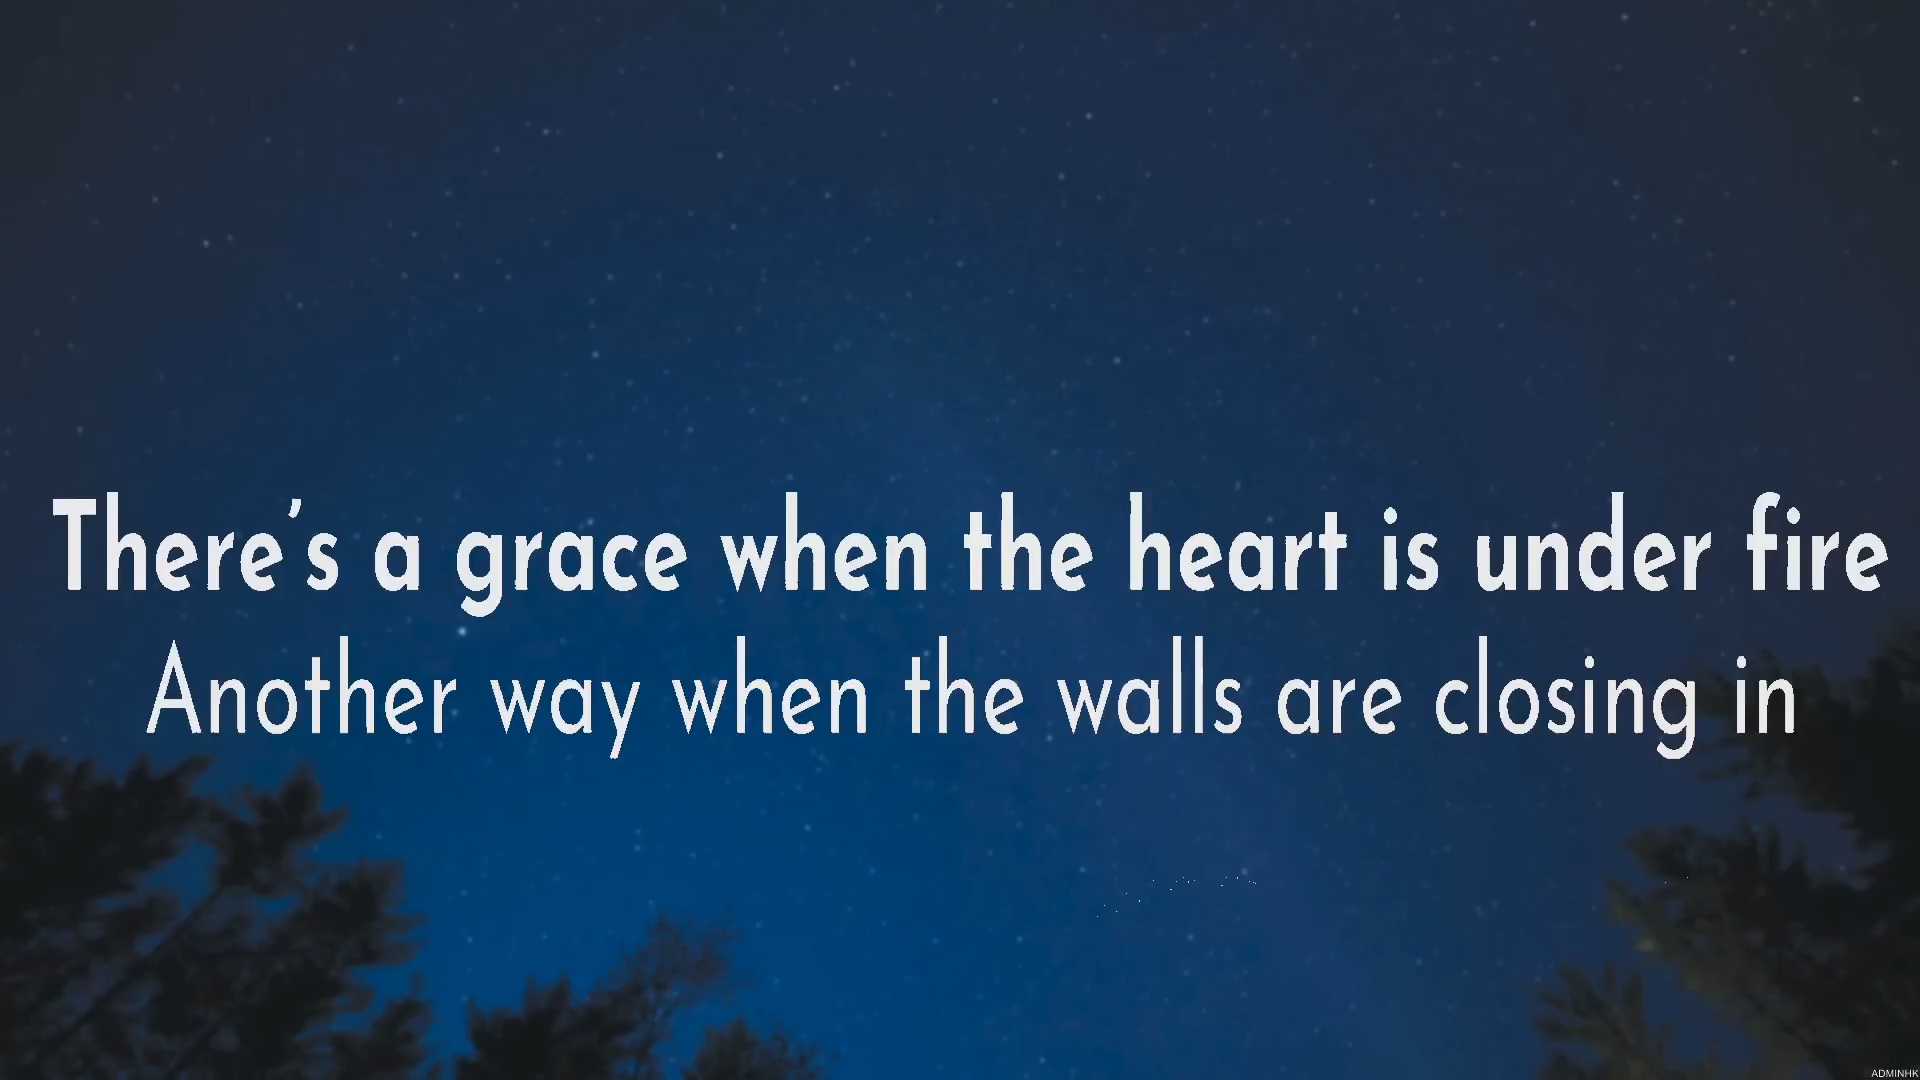 There's a grace when the heart is under fire
Another way when the walls are closing in
ADMINHK